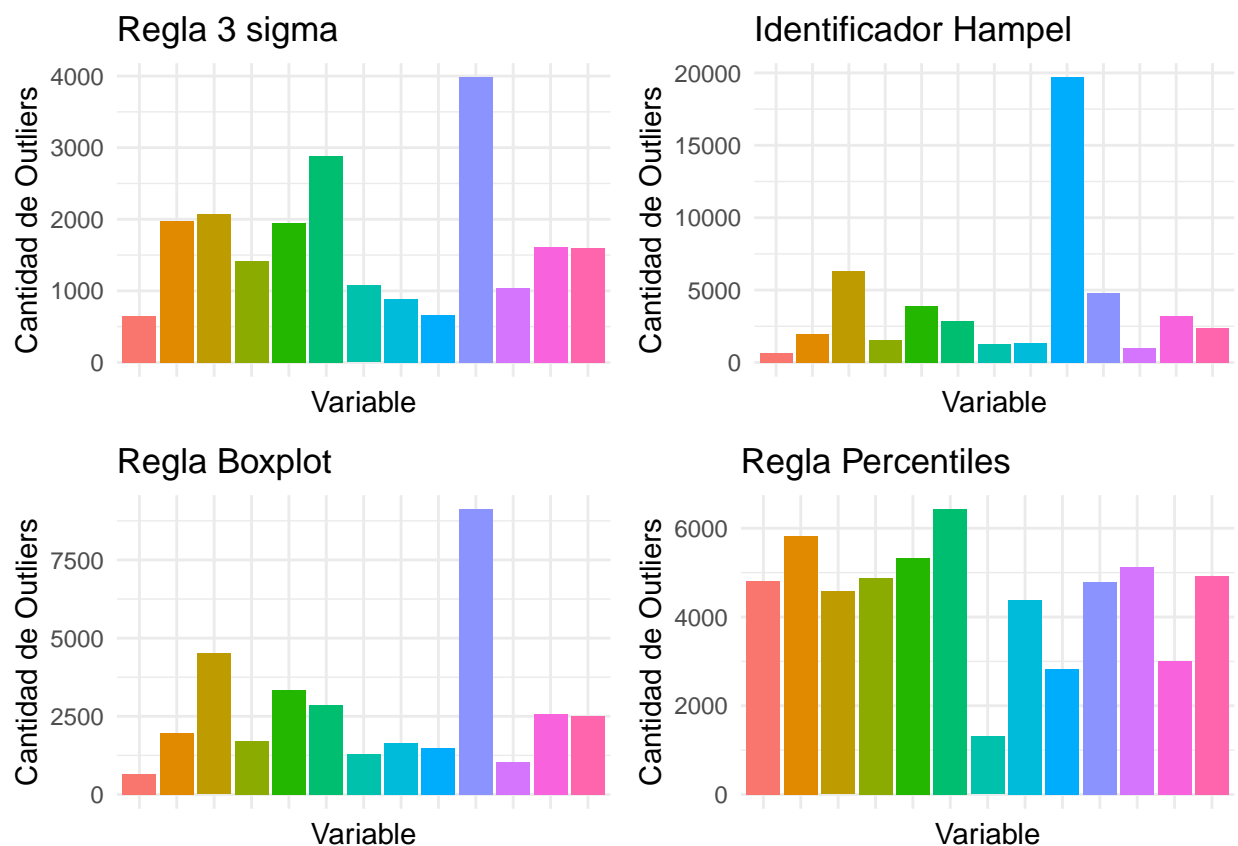 Regla 3 sigma
Cantidad de Outliers
4000
3000
2000
1000
0
Variable
Identificador Hampel
Cantidad de Outliers
20000
15000
10000
5000
0
Variable
Regla Boxplot
Cantidad de Outliers
7500
5000
2500
0
Variable
Regla Percentiles
Cantidad de Outliers
6000
4000
2000
0
Variable